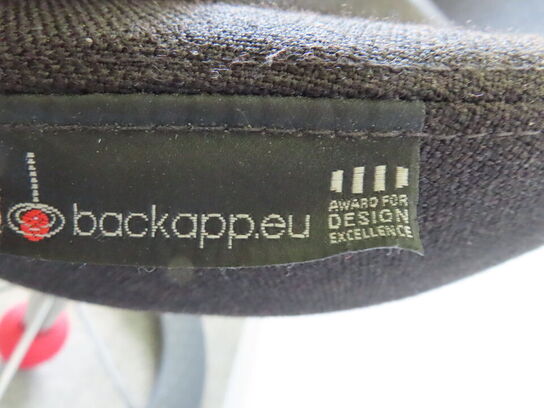 backapp.eu
AWARD FOR
DESIGN
EXCELLENCE